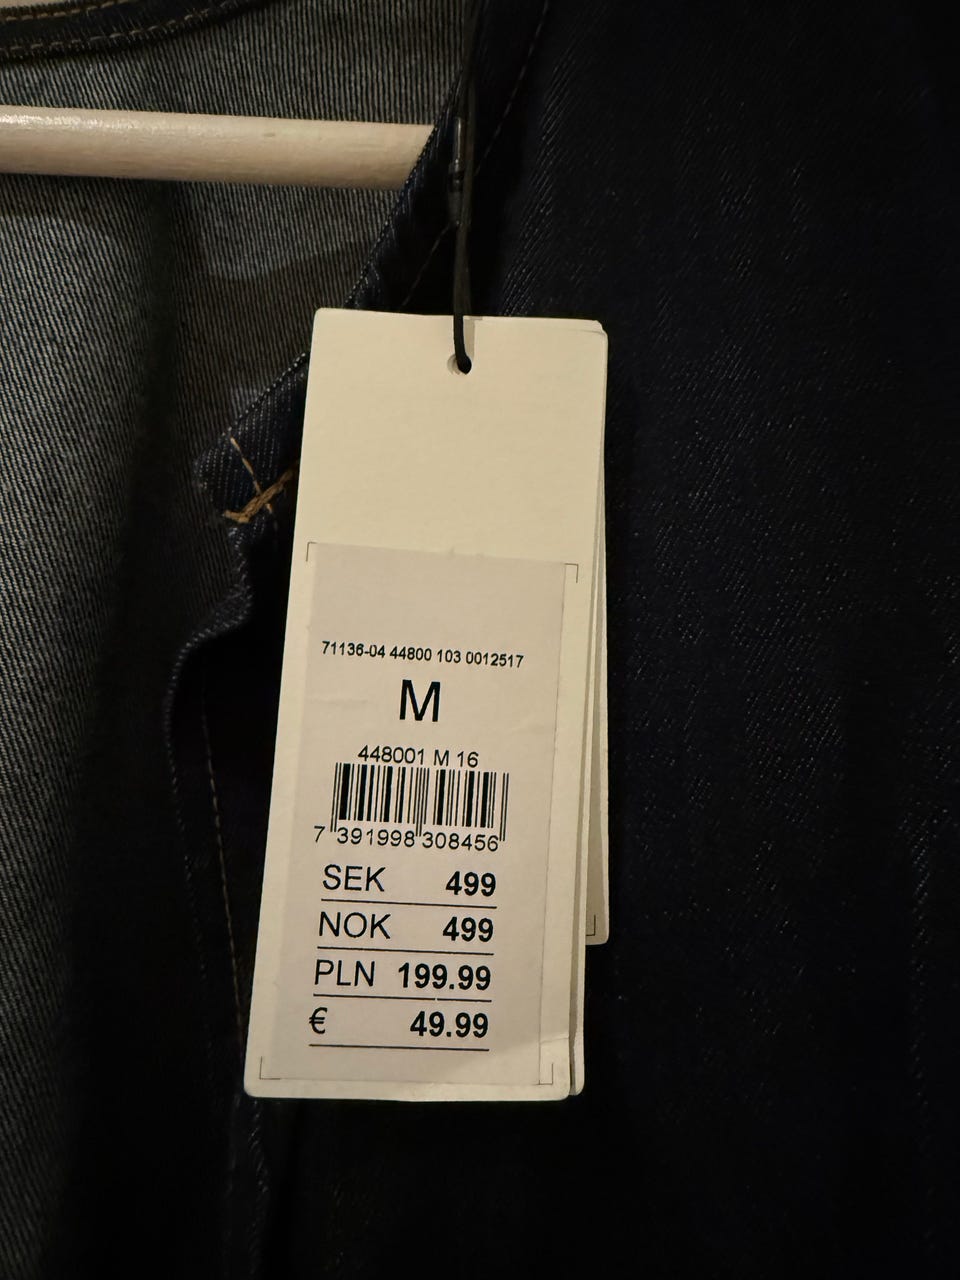 71136-04 44800 103 0012517
M
448001 M 16
7 391998 308456
SEK 499
NOK 499
PLN 199.99
€ 49.99